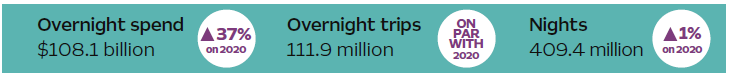 Overnight spend
$108.1 billion
▲37%
on 2020
Overnight trips
111.9 million
ON
PAR
WITH
2020
Nights
409.4 million
▲1%
on 2020